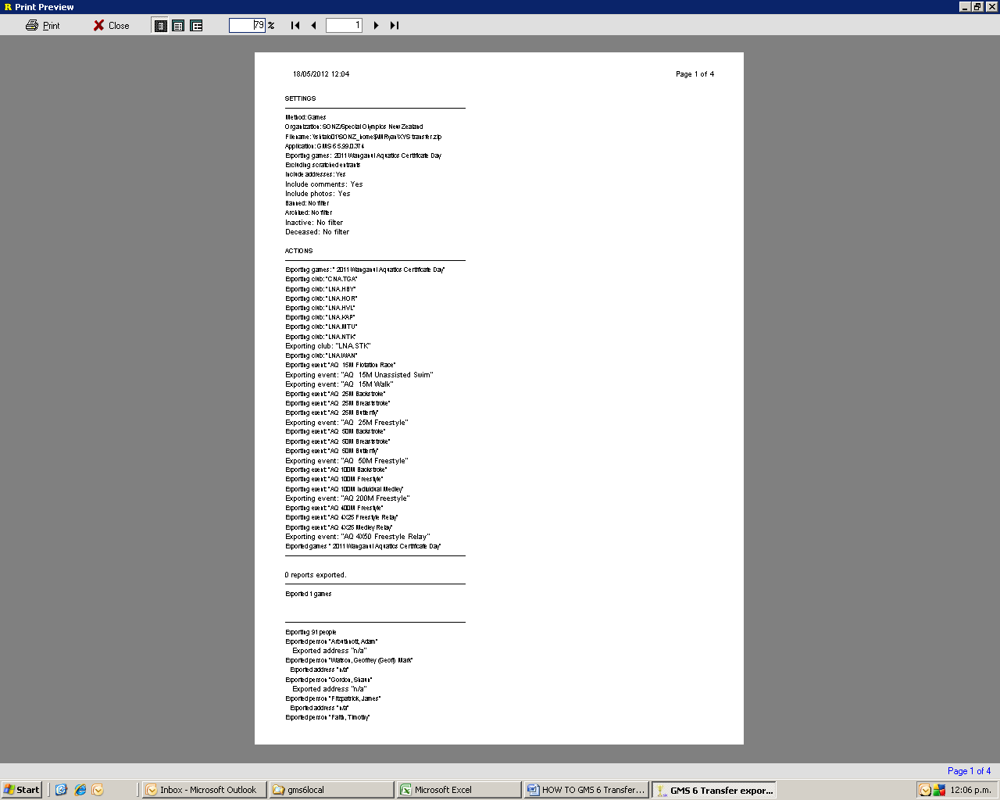 Print Preview
Print
Close
79 %
1
18/05/2012 12:04
Page 1 of 4
SETTINGS
Method: Games
Organization: SONZ/Special Olympics New Zealand
Application: GMS 6 5.99.0.374
Exporting games: 2011 Wanganui Aquatics Certificate Day
Excluding scratched entrants
Include addresses: Yes
Include comments: Yes
Include photos: Yes
Banned: No filter
Archived: No filter
Inactive: No filter
Deceased: No filter
ACTIONS
Exporting games: " 2011 Wanganui Aquatics Certificate Day"
Exporting club: "CNA.TGA"
Exporting club: "LNA.HBY"
Exporting club: "LNA.HOR"
Exporting club: "LNA.HVL"
Exporting club: "LNA.KAP"
Exporting club: "LNA.MTU"
Exporting club: "LNA.NTK"
Exporting club: "LNA.STK"
Exporting club: "LNA.WAN"
Exporting event: "AQ  15M Flotation Race"
Exporting event: "AQ  15M Unassisted Swim"
Exporting event: "AQ  15M Walk"
Exporting event: "AQ  25M Backstroke"
Exporting event: "AQ  25M Breaststroke"
Exporting event: "AQ  25M Butterfly"
Exporting event: "AQ  25M Freestyle"
Exporting event: "AQ  50M Backstroke"
Exporting event: "AQ  50M Breaststroke"
Exporting event: "AQ  50M Butterfly"
Exporting event: "AQ  50M Freestyle"
Exporting event: "AQ 100M Backstroke"
Exporting event: "AQ 100M Freestyle"
Exporting event: "AQ 100M Individual Medley"
Exporting event: "AQ 200M Freestyle"
Exporting event: "AQ 400M Freestyle"
Exporting event: "AQ 4X25 Freestyle Relay"
Exporting event: "AQ 4X25 Medley Relay"
Exporting event: "AQ 4X50 Freestyle Relay"
Exported games " 2011 Wanganui Aquatics Certificate Day"
0 reports exported.
Exported 1 games
Exporting 91 people
Exported person "Arbuthnott, Adam"
Exported address "n/a"
Exported person "Watson, Geoffrey (Geoff) Mark"
Exported address "n/a"
Exported person "Gordon, Shaun"
Exported address "n/a"
Exported person "Fitzpatrick, James"
Exported address "n/a"
Exported person "Faith, Timothy"
Page 1 of 4
Start
Inbox - Microsoft Outlook
gms6local
Microsoft Excel
HOW TO GMS 6 Transfer...
GMS 6 Transfer expor...
12:06 p.m.